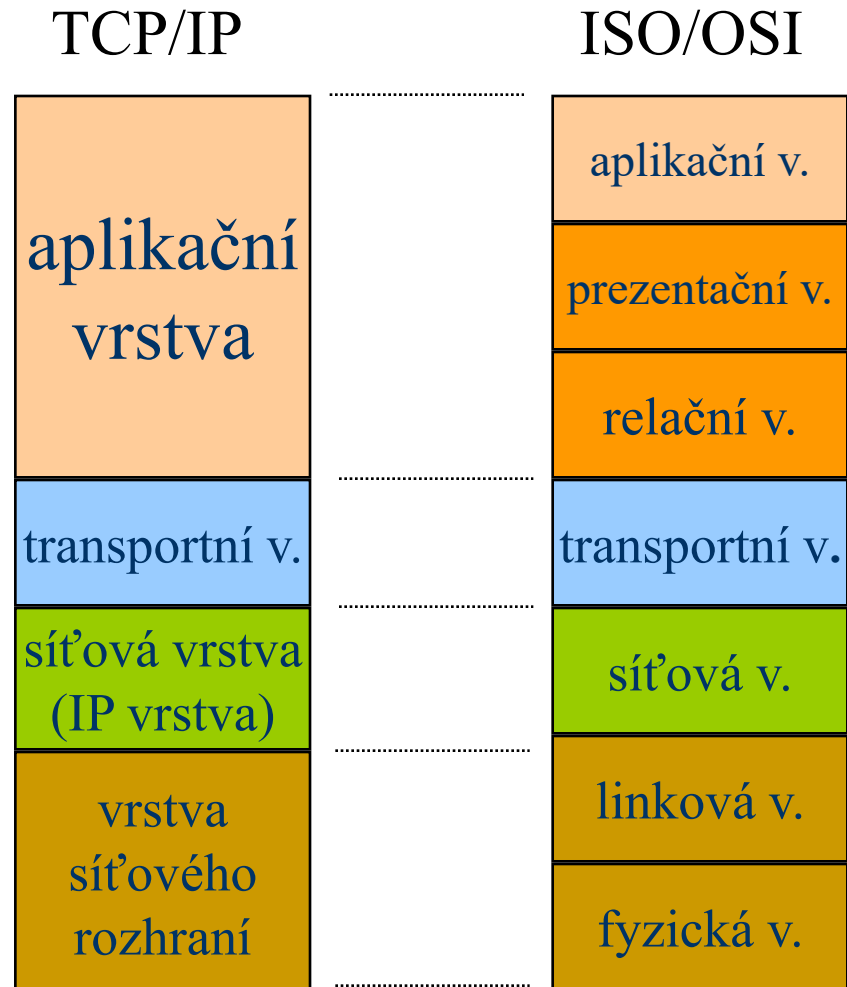 TCP/IP
ISO/OSI
aplikační
vrstva
transportní v.
síťová vrstva
(IP vrstva)
vrstva
síťového
rozhraní
aplikační v.
prezentační v.
relační v.
transportní v.
síťová v.
linková v.
fyzická v.